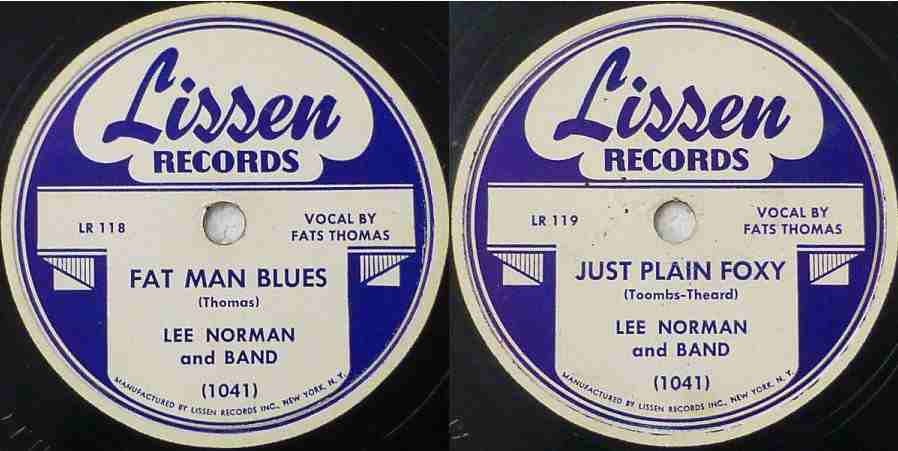 Lissen
RECORDS
LR 118
VOCAL BY
FATS THOMAS
FAT MAN BLUES
(Thomas)
LEE NORMAN
and BAND
(1041)
MANUFACTURED BY LISSEN RECORDS INC., NEW YORK, N. Y.
Lissen
RECORDS
LR 119
VOCAL BY
FATS THOMAS
JUST PLAIN FOXY
(Toombs-Theard)
LEE NORMAN
and BAND
(1041)
MANUFACTURED BY LISSEN RECORDS INC., NEW YORK, N. Y.